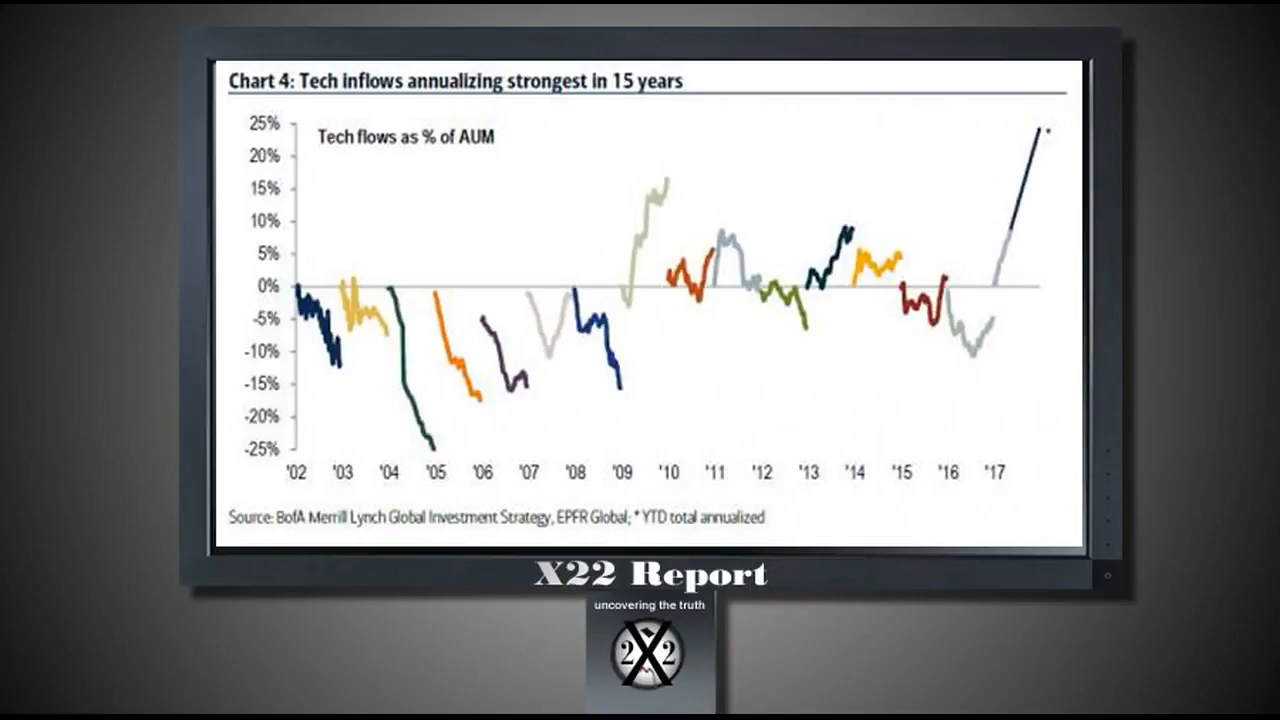 Chart 4: Tech inflows annualizing strongest in 15 years
Tech flows as % of AUM
25%
20%
15%
10%
5%
0%
-5%
-10%
-15%
-20%
-25%
'02 '03 '04 '05 '06 '07 '08 '09 '10 '11 '12 '13 '14 '15 '16 '17
*
Source: BofA Merrill Lynch Global Investment Strategy, EPFR Global, * YTD total annualized
X22 Report
uncovering the truth
2X2